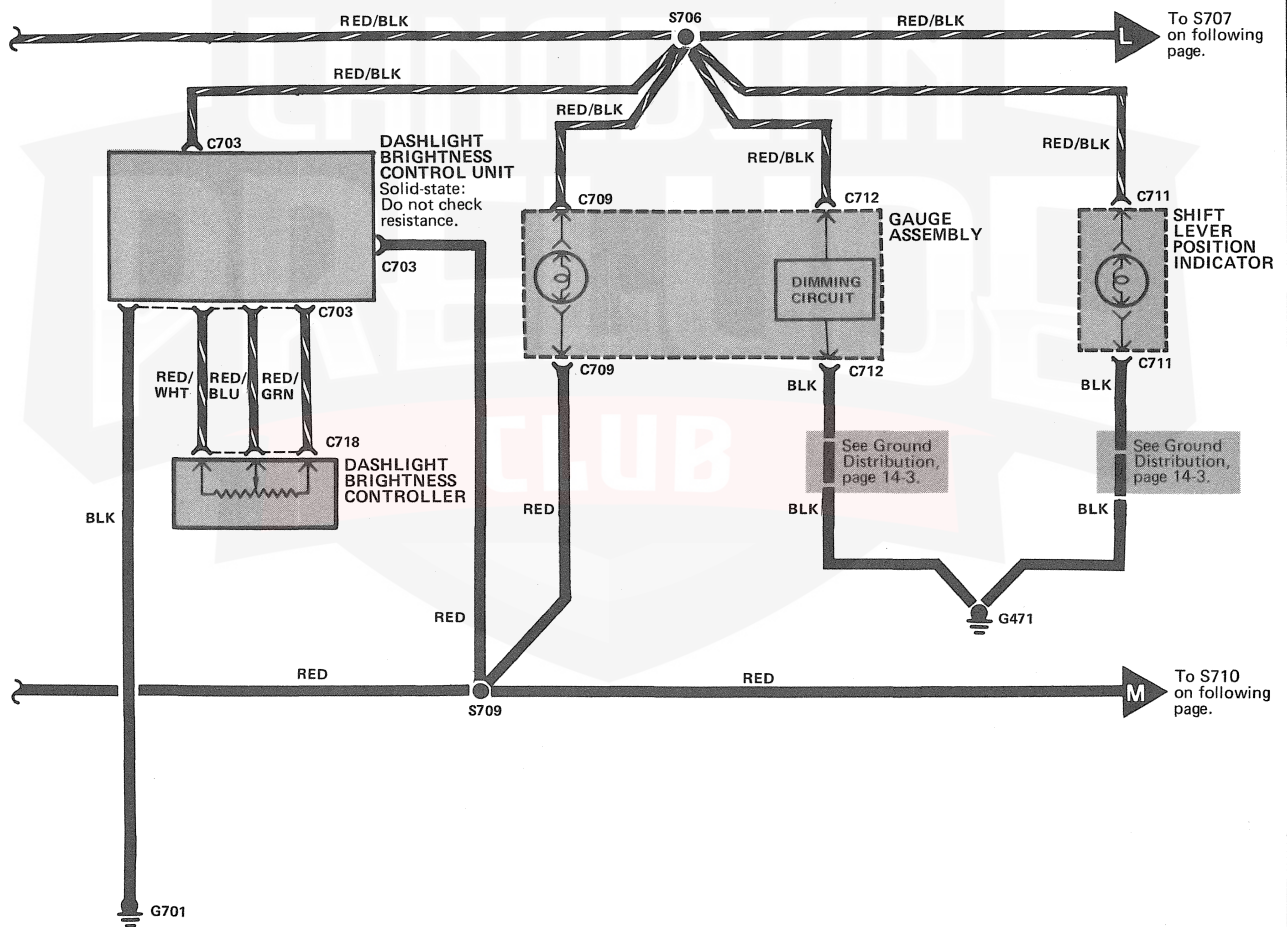 RED/BLK
S706
RED/BLK
To S707
on following
page.
L
RED/BLK
RED/BLK
RED/BLK
RED/BLK
C703
DASHLIGHT
BRIGHTNESS
CONTROL UNIT
Solid-state:
Do not check
resistance.
C703
C703
C709
C712
GAUGE
ASSEMBLY
DIMMING
CIRCUIT
C711
SHIFT
LEVER
POSITION
INDICATOR
C709
C712
C711
RED/
WHT
RED/
BLU
RED/
GRN
C718
DASHLIGHT
BRIGHTNESS
CONTROLLER
BLK
BLK
See Ground
Distribution,
page 14-3.
See Ground
Distribution,
page 14-3.
BLK
RED
BLK
BLK
RED
G471
RED
S709
RED
M
To S710
on following
page.
G701
CANADIAN
PRELUDE
CLUB